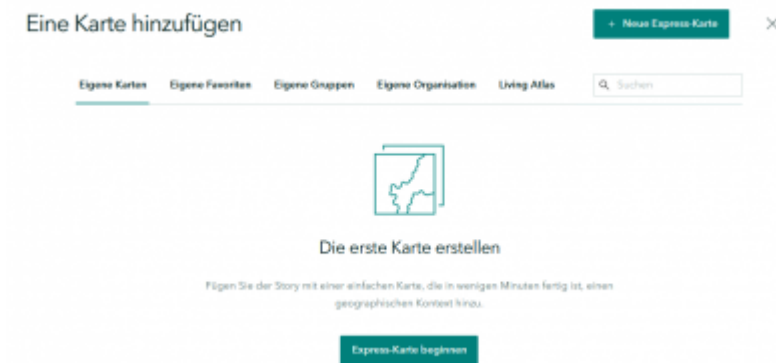 Eine Karte hinzufügen
+ Neue Express-Karte
Eigene Karten Eigene Favoriten Eigene Gruppen Eigene Organisation Living Atlas Suchen
Die erste Karte erstellen
Fügen Sie der Story mit einer einfachen Karte, die in wenigen Minuten fertig ist, einen
geographischen Kontext hinzu.
Express-Karte beginnen